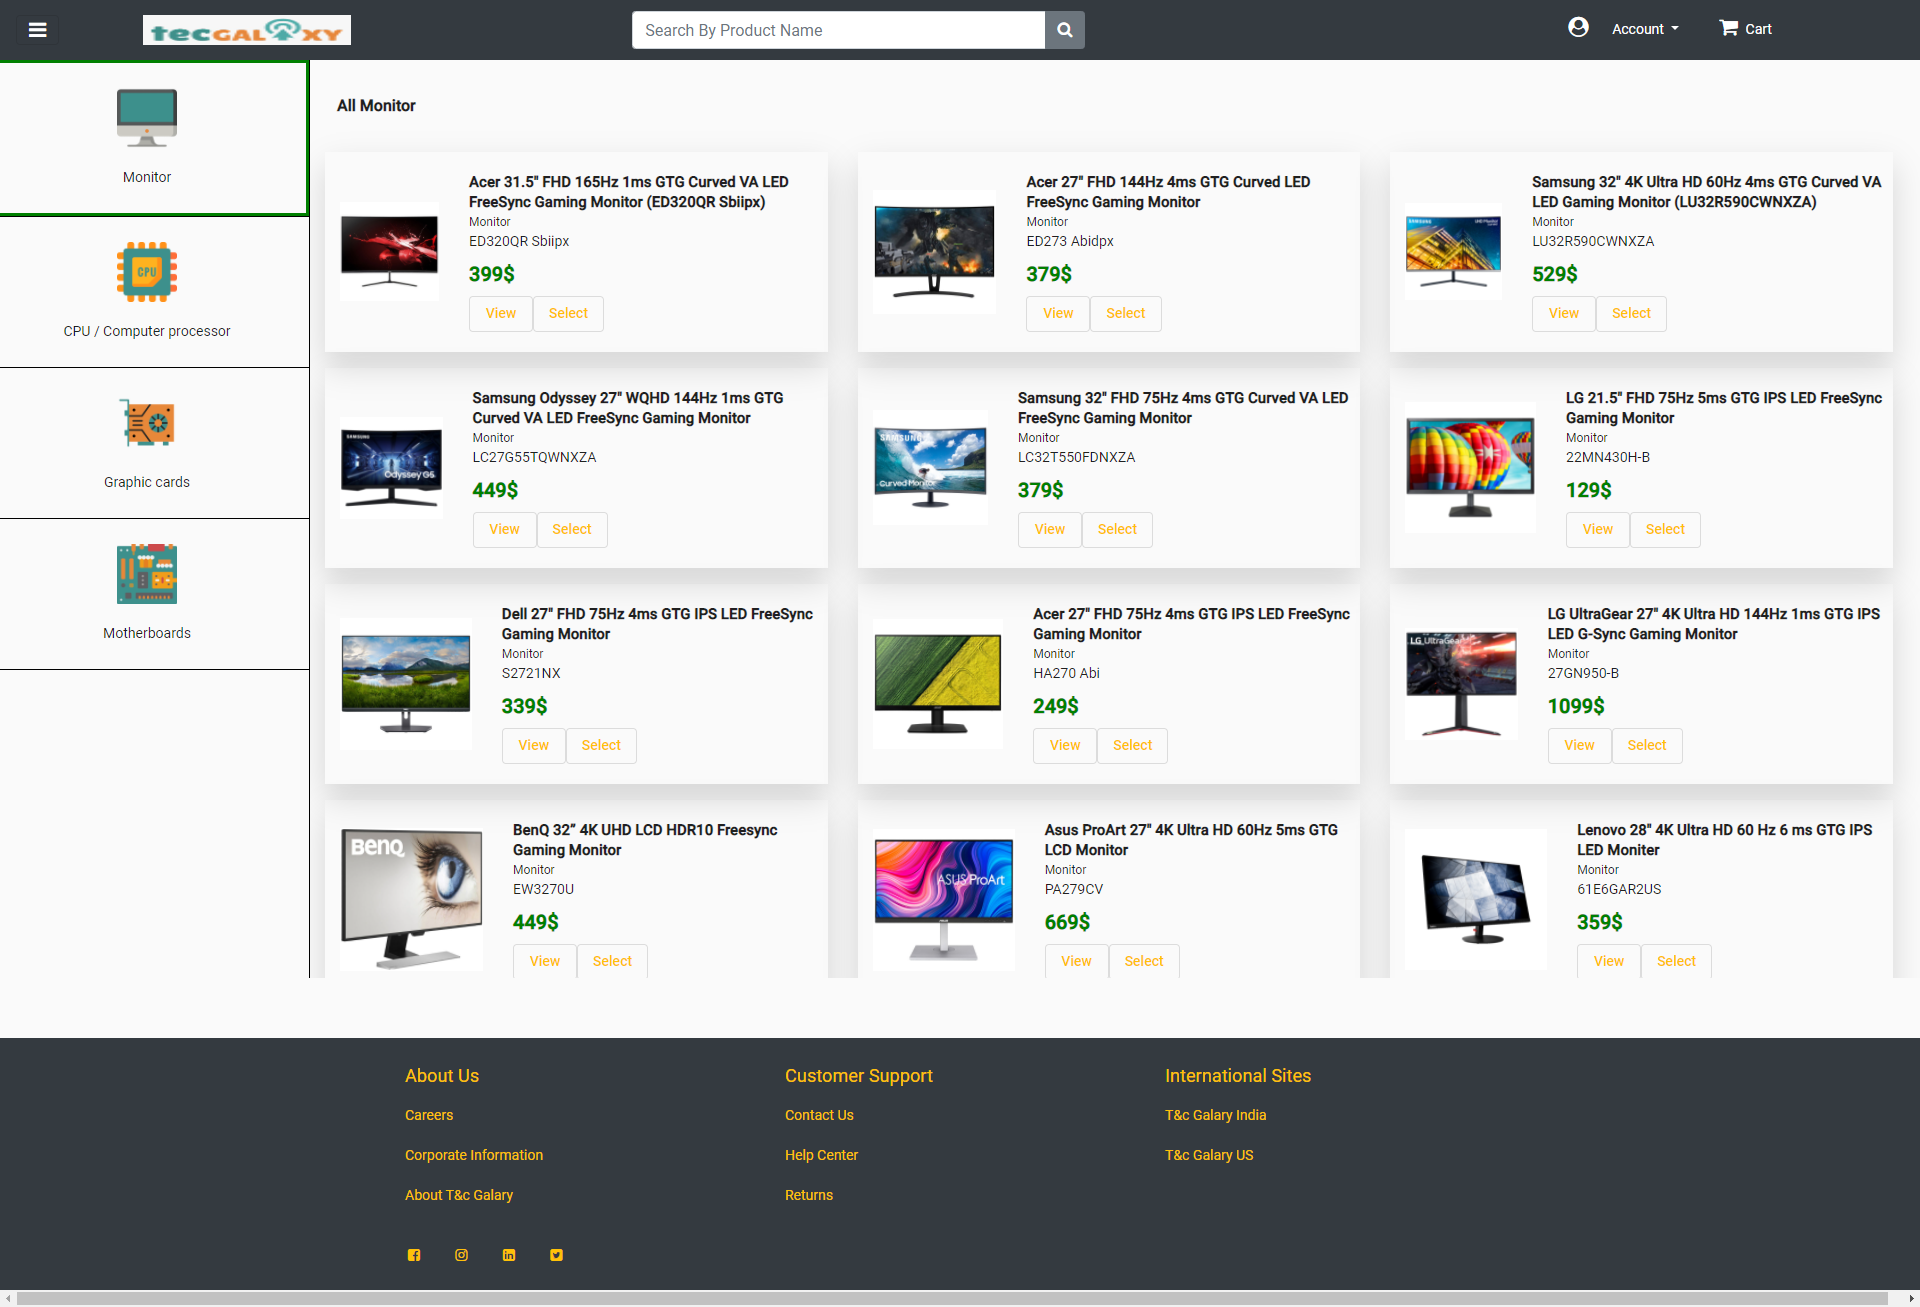 tecGALAXY
Search By Product Name
Account
Cart
Monitor
CPU
CPU / Computer processor
Graphic cards
Motherboards
All Monitor
Acer 31.5" FHD 165Hz 1ms GTG Curved VA LED
FreeSync Gaming Monitor (ED320QR Sbiipx)
Monitor
ED320QR Sbiipx
399$
View Select
Acer 27" FHD 144Hz 4ms GTG Curved LED
FreeSync Gaming Monitor
Monitor
ED273 Abidpx
379$
View Select
Samsung 32" 4K Ultra HD 60Hz 4ms GTG Curved VA
LED Gaming Monitor (LU32R590CWNXZA)
Monitor
LU32R590CWNXZA
529$
View Select
SAMSUNG
Odyssey G5
Samsung Odyssey 27" WQHD 144Hz 1ms GTG
Curved VA LED FreeSync Gaming Monitor
Monitor
LC27G55TQWNXZA
449$
View Select
SAMSUNG
Curved Monitor
Samsung 32" FHD 75Hz 4ms GTG Curved VA LED
FreeSync Gaming Monitor
Monitor
LC32T550FDNXZA
379$
View Select
LG 21.5" FHD 75Hz 5ms GTG IPS LED FreeSync
Gaming Monitor
Monitor
22MN430H-B
129$
View Select
Dell 27" FHD 75Hz 4ms GTG IPS LED FreeSync
Gaming Monitor
Monitor
S2721NX
339$
View Select
Acer 27" FHD 75Hz 4ms GTG IPS LED FreeSync
Gaming Monitor
Monitor
HA270 Abi
249$
View Select
LG UltraGear
LG UltraGear 27" 4K Ultra HD 144Hz 1ms GTG IPS
LED G-Sync Gaming Monitor
Monitor
27GN950-B
1099$
View Select
BenQ
BenQ 32” 4K UHD LCD HDR10 Freesync
Gaming Monitor
Monitor
EW3270U
449$
View Select
ASUS ProArt
Asus ProArt 27" 4K Ultra HD 60Hz 5ms GTG
LCD Monitor
Monitor
PA279CV
669$
View Select
Lenovo 28" 4K Ultra HD 60 Hz 6 ms GTG IPS
LED Moniter
Monitor
61E6GAR2US
359$
View Select
About Us
Careers
Corporate Information
About T&c Galary
Customer Support
Contact Us
Help Center
Returns
International Sites
T&c Galary India
T&c Galary US